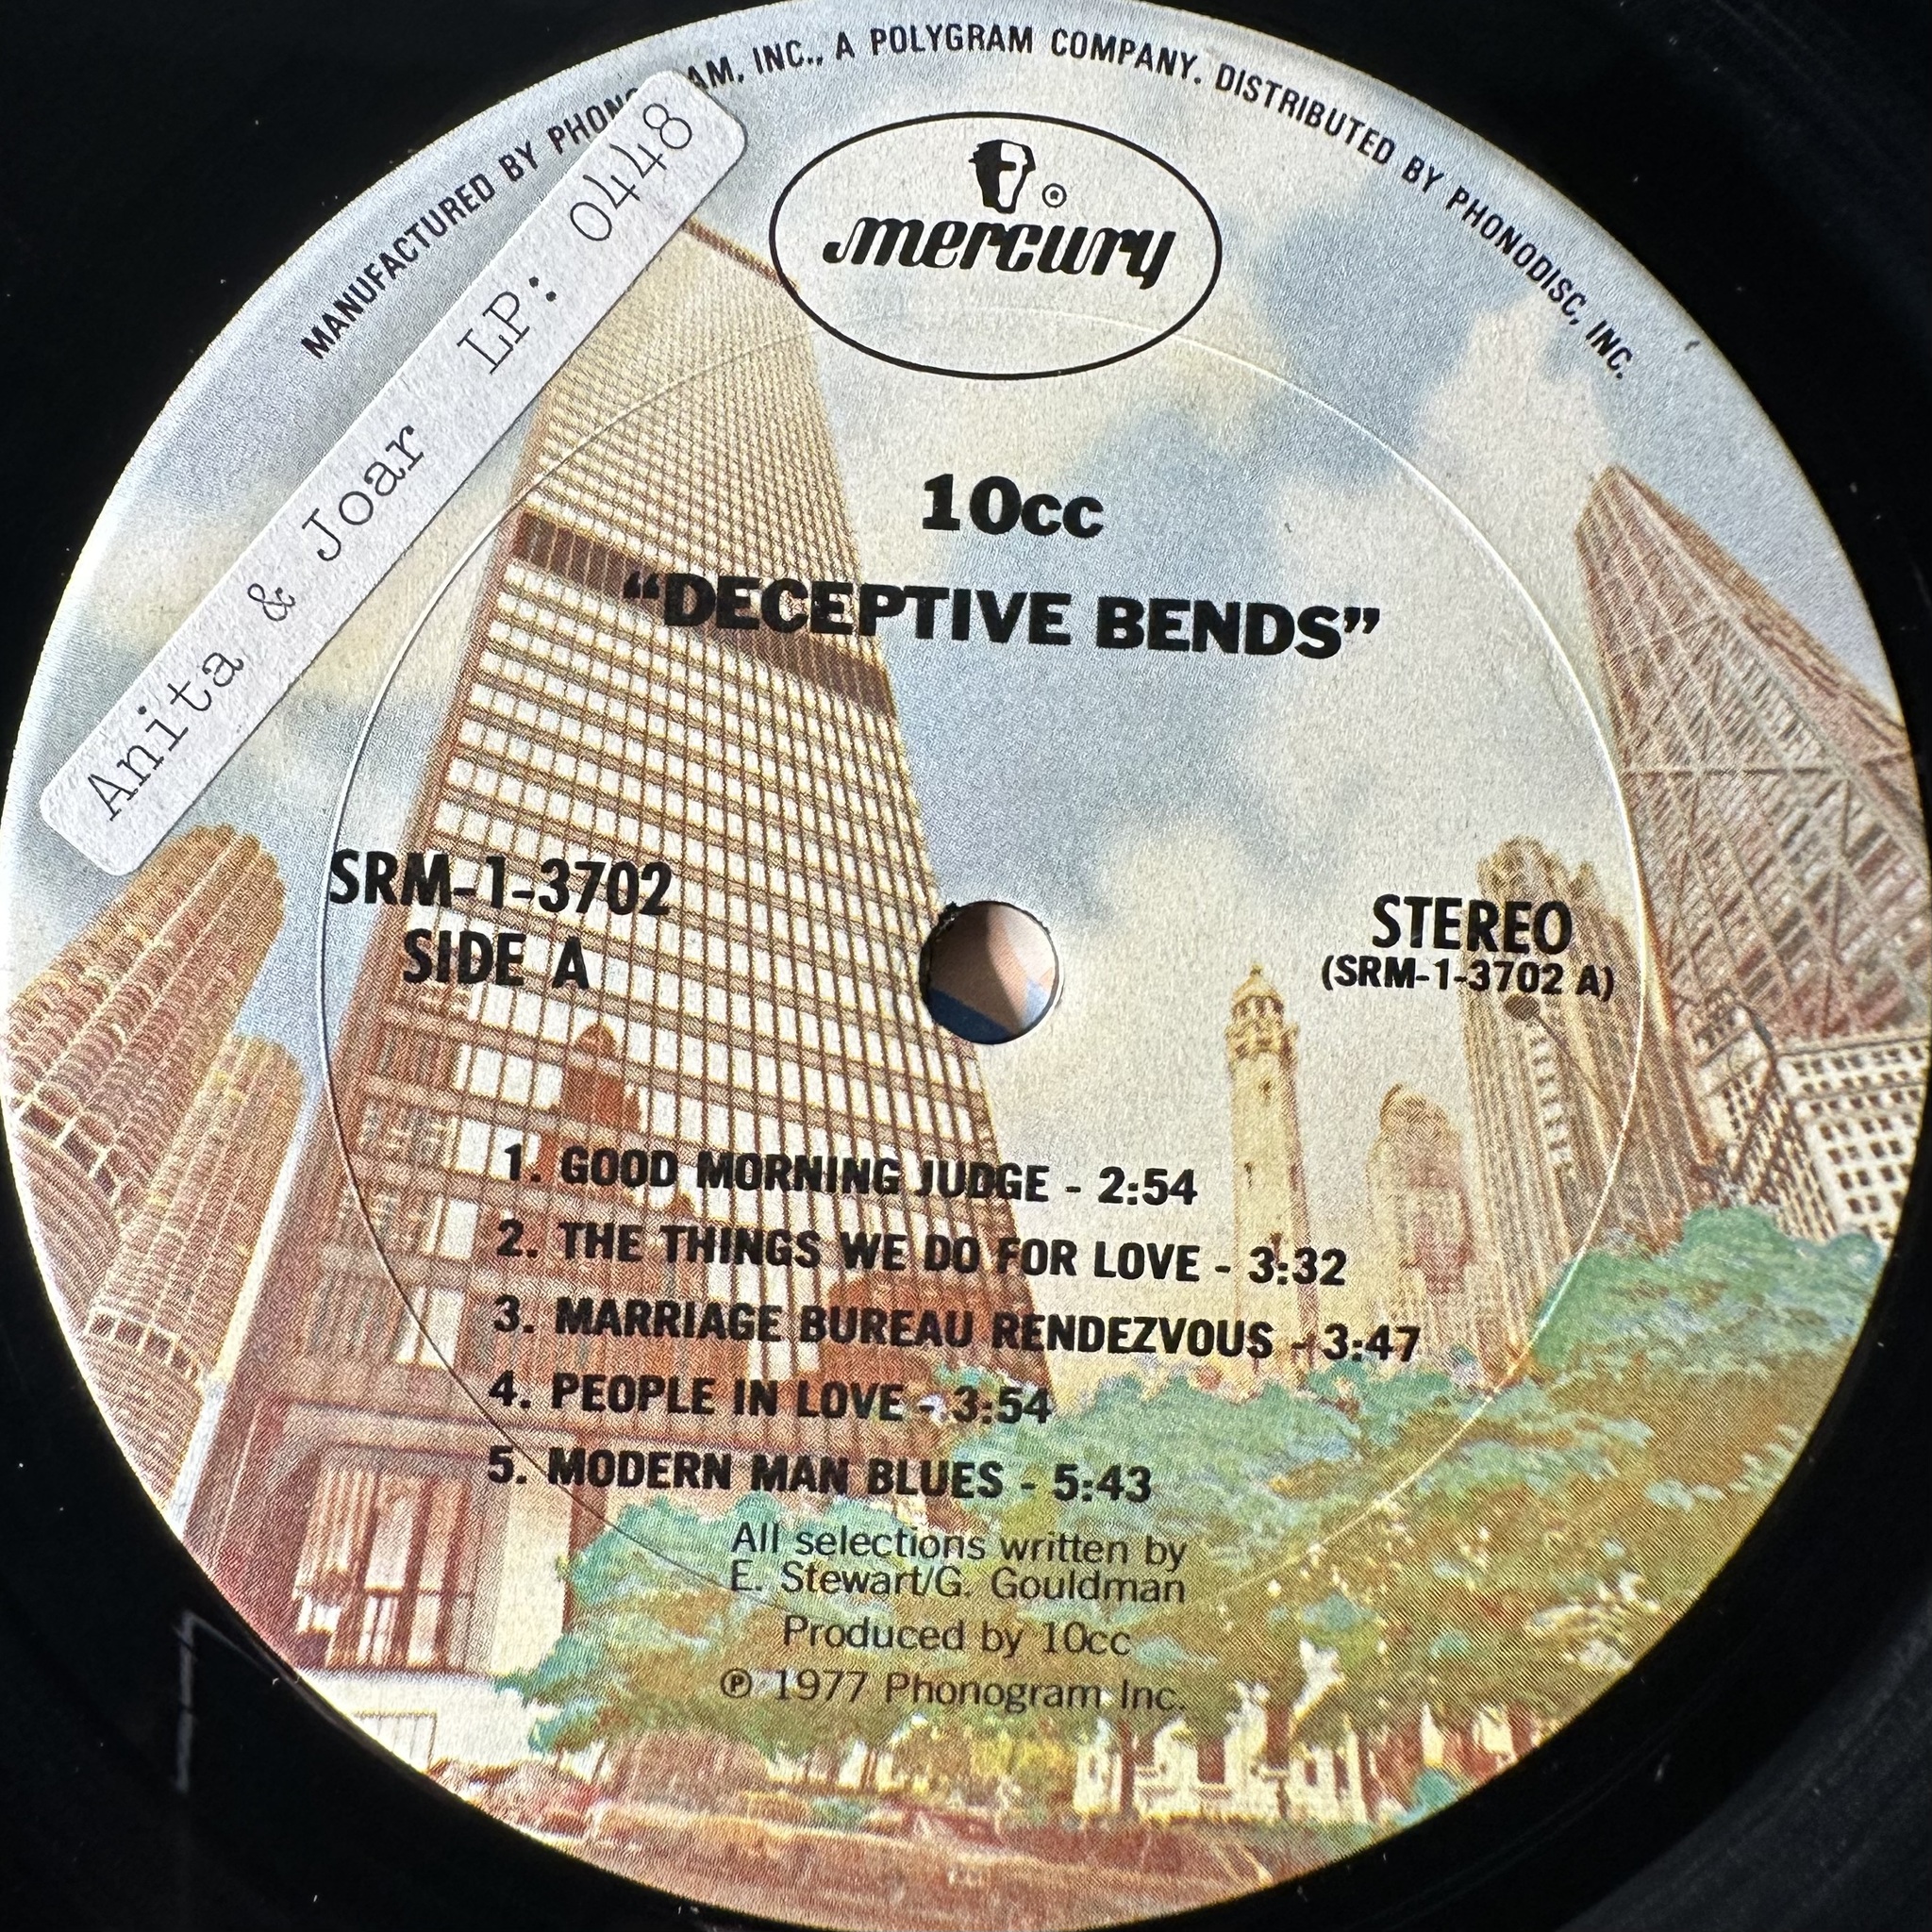 MANUFACTURED BY PHONOGRAM, INC., A POLYGRAM COMPANY. DISTRIBUTED BY PHONODISC, INC.
Anita & Joar LP: 0448
®
mercury
10cc
“DECEPTIVE BENDS”
SRM-1-3702
SIDE A
STEREO
(SRM-1-3702 A)
1. GOOD MORNING JUDGE - 2:54
2. THE THINGS WE DO FOR LOVE - 3:32
3. MARRIAGE BUREAU RENDEZVOUS - 3:47
4. PEOPLE IN LOVE - 3:54
5. MODERN MAN BLUES - 5:43
All selections written by
E. Stewart/G. Gouldman
Produced by 10cc
℗ 1977 Phonogram Inc.